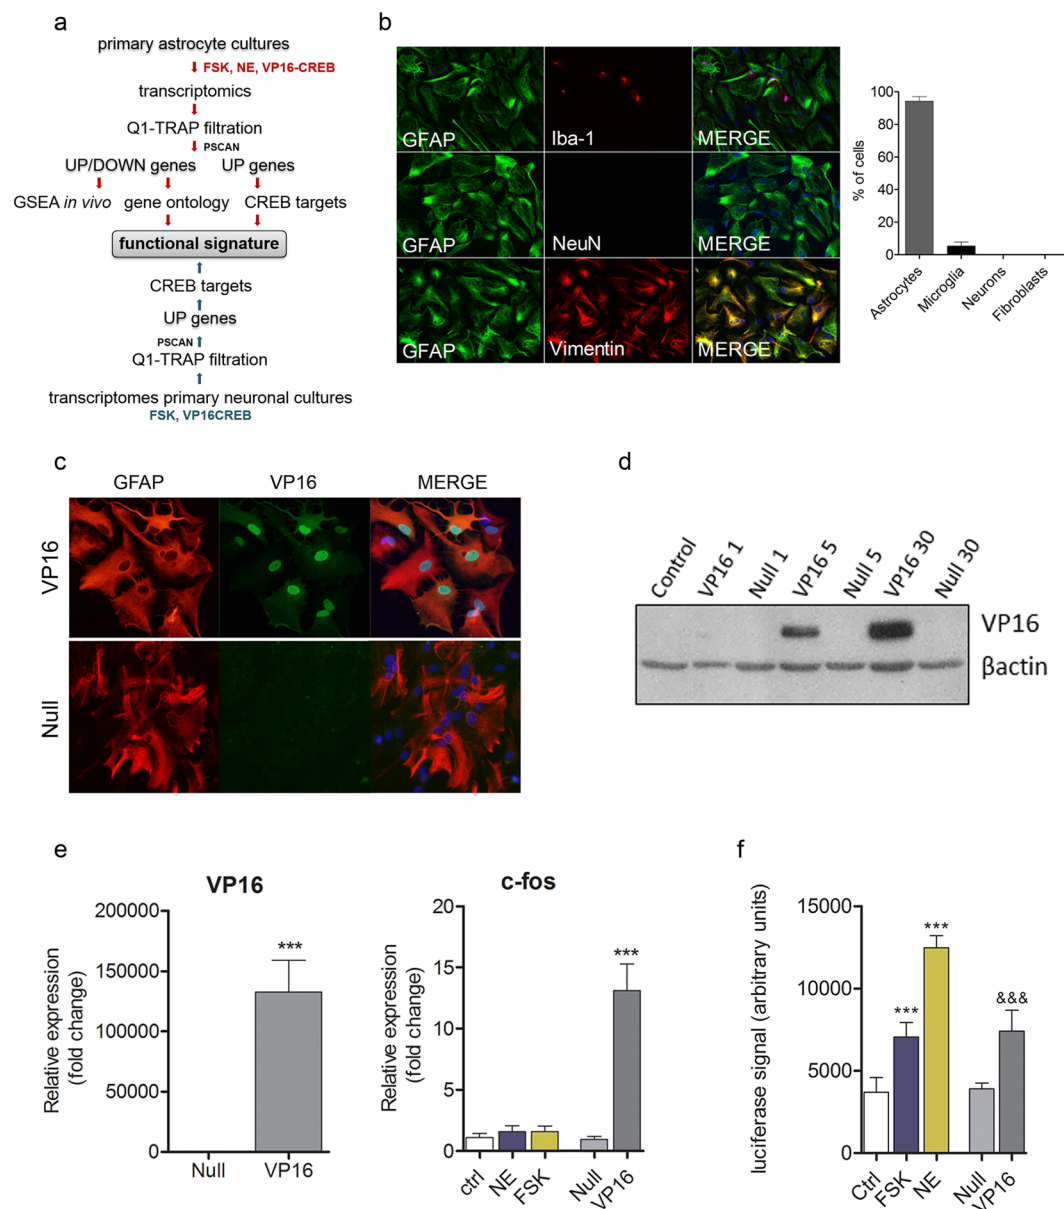 a
primary astrocyte cultures
FSK, NE, VP16-CREB
transcriptomics
Q1-TRAP filtration
PSCAN
UP/DOWN genes UP genes
GSEA in vivo gene ontology CREB targets
functional signature
CREB targets
UP genes
PSCAN
Q1-TRAP filtration
transcriptomes primary neuronal cultures
FSK, VP16CREB
b
GFAP Iba-1 MERGE
GFAP NeuN MERGE
GFAP Vimentin MERGE
% of cells
100
80
60
40
20
0
Astrocytes Microglia Neurons Fibroblasts
c
GFAP VP16 MERGE
VP16
Null
d
Control VP16 1 Null 1 VP16 5 Null 5 VP16 30 Null 30
VP16
βactin
e
VP16
Relative expression
(fold change)
200000
150000
100000
50000
0
***
Null VP16
c-fos
Relative expression
(fold change)
20
15
10
5
0
***
ctrl NE FSK Null VP16
f
luciferase signal (arbitrary units)
15000
10000
5000
0
*** *** &&&
Ctrl FSK NE Null VP16